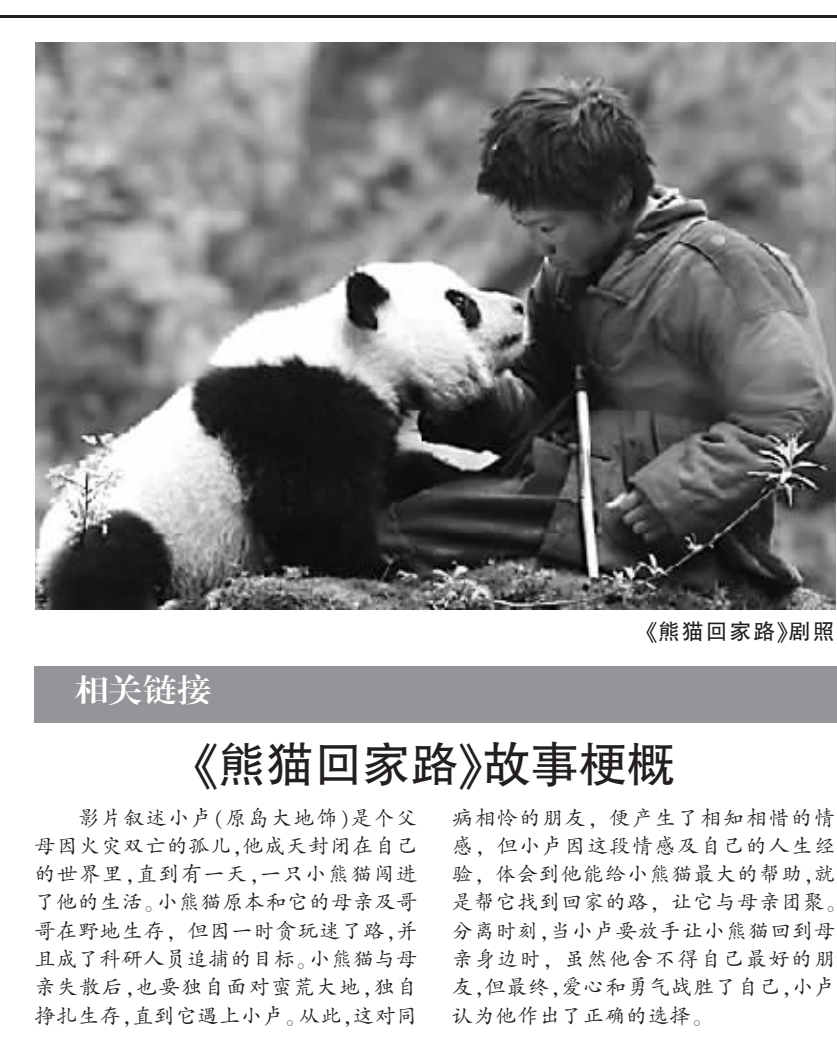 《熊猫回家路》剧照
相关链接
《熊猫回家路》故事梗概
影片叙述小卢(原岛大地饰)是个父
母因火灾双亡的孤儿,他成天封闭在自己
的世界里,直到有一天,一只小熊猫闯进
了他的生活。小熊猫原本和它的母亲及哥
哥在野地生存，但因一时贪玩迷了路,并
且成了科研人员追捕的目标。小熊猫与母
亲失散后,也要独自面对蛮荒大地,独自
挣扎生存,直到它遇上小卢。从此,这对同
病相怜的朋友，便产生了相知相惜的情
感，但小卢因这段情感及自己的人生经
验，体会到他能给小熊猫最大的帮助,就
是帮它找到回家的路，让它与母亲团聚。
分离时刻,当小卢要放手让小熊猫回到母
亲身边时，虽然他舍不得自己最好的朋
友,但最终,爱心和勇气战胜了自己,小卢
认为他作出了正确的选择。